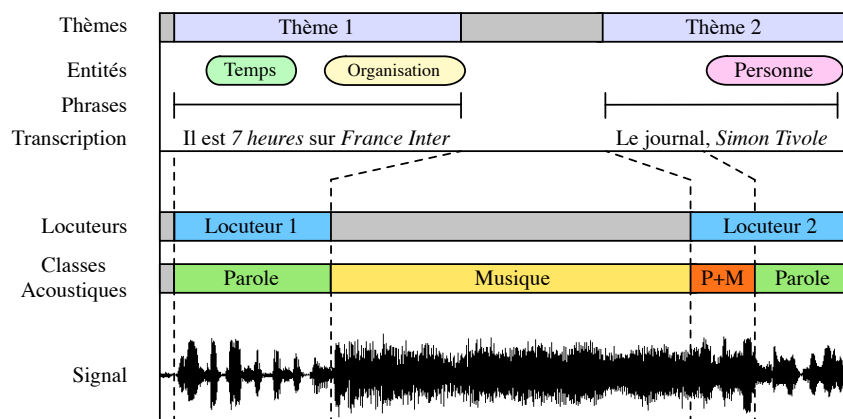 Thèmes Thème 1 Thème 2
Entités Temps Organisation Personne
Phrases
Transcription Il est 7 heures sur France Inter Le journal, Simon Tivole
Locuteurs Locuteur 1 Locuteur 2
Classes
Acoustiques Parole Musique P+M Parole
Signal